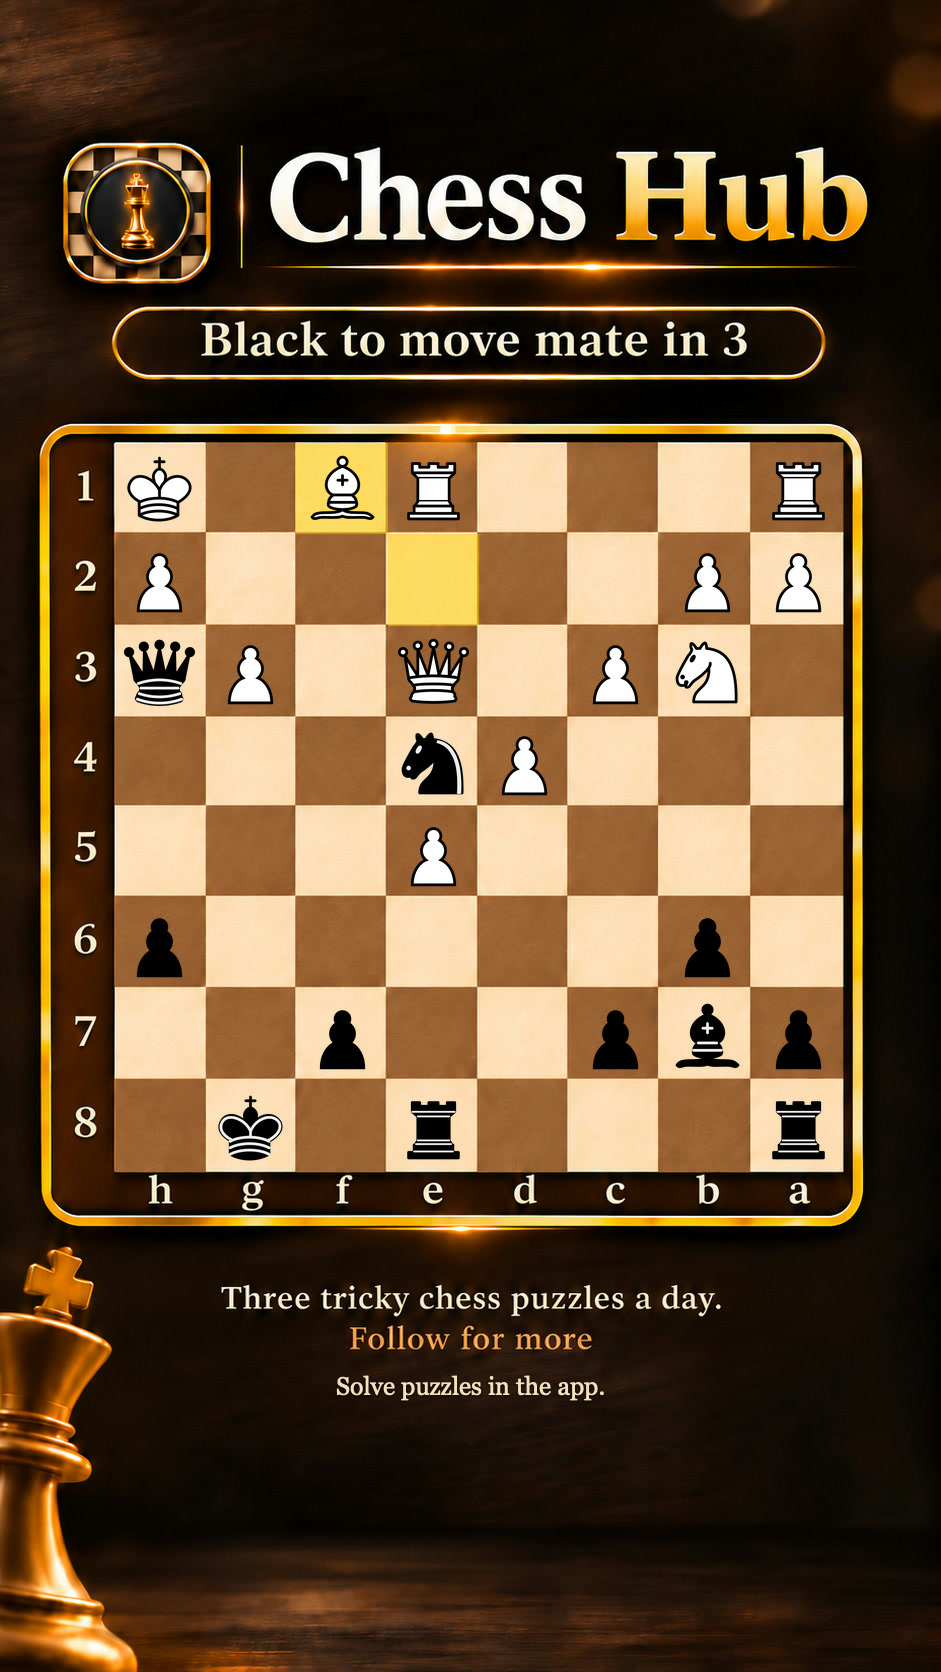 Chess Hub
Black to move mate in 3
1
2
3
4
5
6
7
8
h g f e d c b a
Three tricky chess puzzles a day.
Follow for more
Solve puzzles in the app.